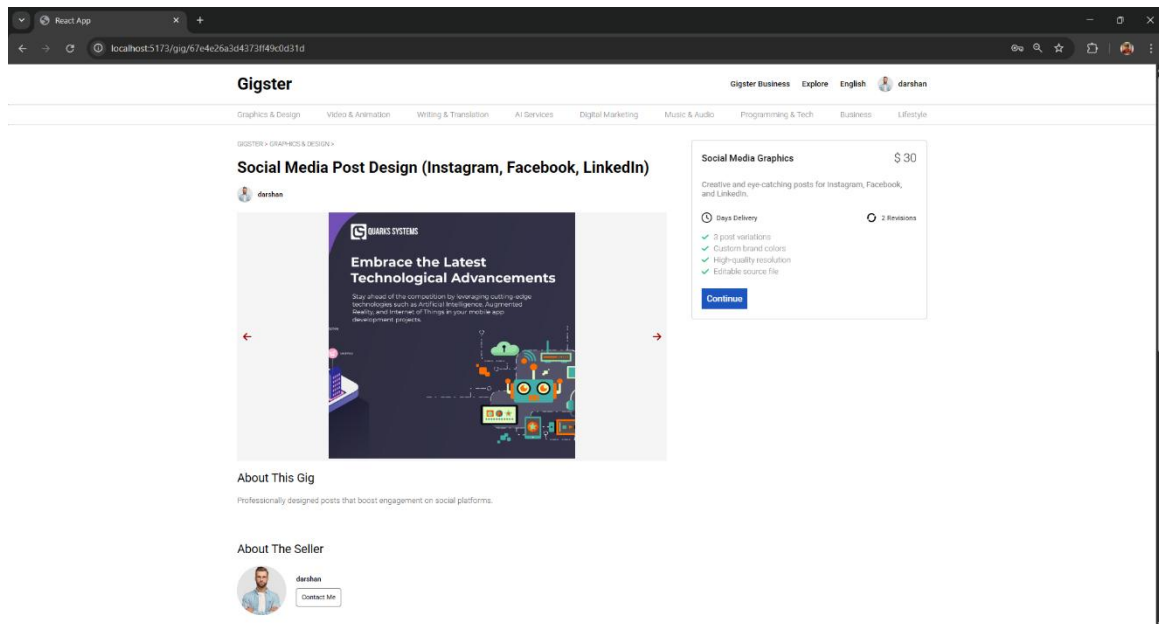 React App
localhost:5173/gig/67e4e26a3d4373ff49c0d31d
Gigster
Gigster Business Explore English darshan
Graphics & Design Video & Animation Writing & Translation AI Services Digital Marketing Music & Audio Programming & Tech Business Lifestyle
GIGSTER > GRAPHICS & DESIGN >
Social Media Post Design (Instagram, Facebook, LinkedIn)
darshan
QUARKS SYSTEMS
Embrace the Latest
Technological Advancements
Stay ahead of the competition by leveraging cutting-edge
technologies such as Artificial Intelligence, Augmented
Reality, and Internet of Things in your mobile app
development projects.
About This Gig
Professionally designed posts that boost engagement on social platforms.
About The Seller
darshan
Contact Me
Social Media Graphics $ 30
Creative and eye-catching posts for Instagram, Facebook,
and LinkedIn.
Days Delivery 2 Revisions
3 post variations
Custom brand colors
High-quality resolution
Editable source file
Continue